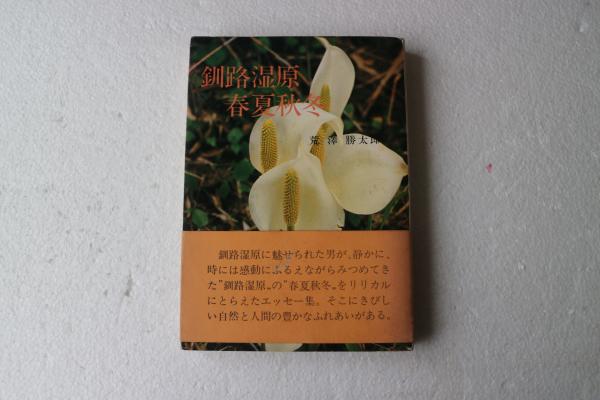 釧路湿原
春夏秋冬
荒澤勝太郎
釧路湿原に魅せられた男が、静かに、
時には感動にふるえながらみつめてき
た〝釧路湿原〟の〝春夏秋冬〟をリリカル
にとらえたエッセー集。そこにきびし
い自然と人間の豊かなふれあいがある。